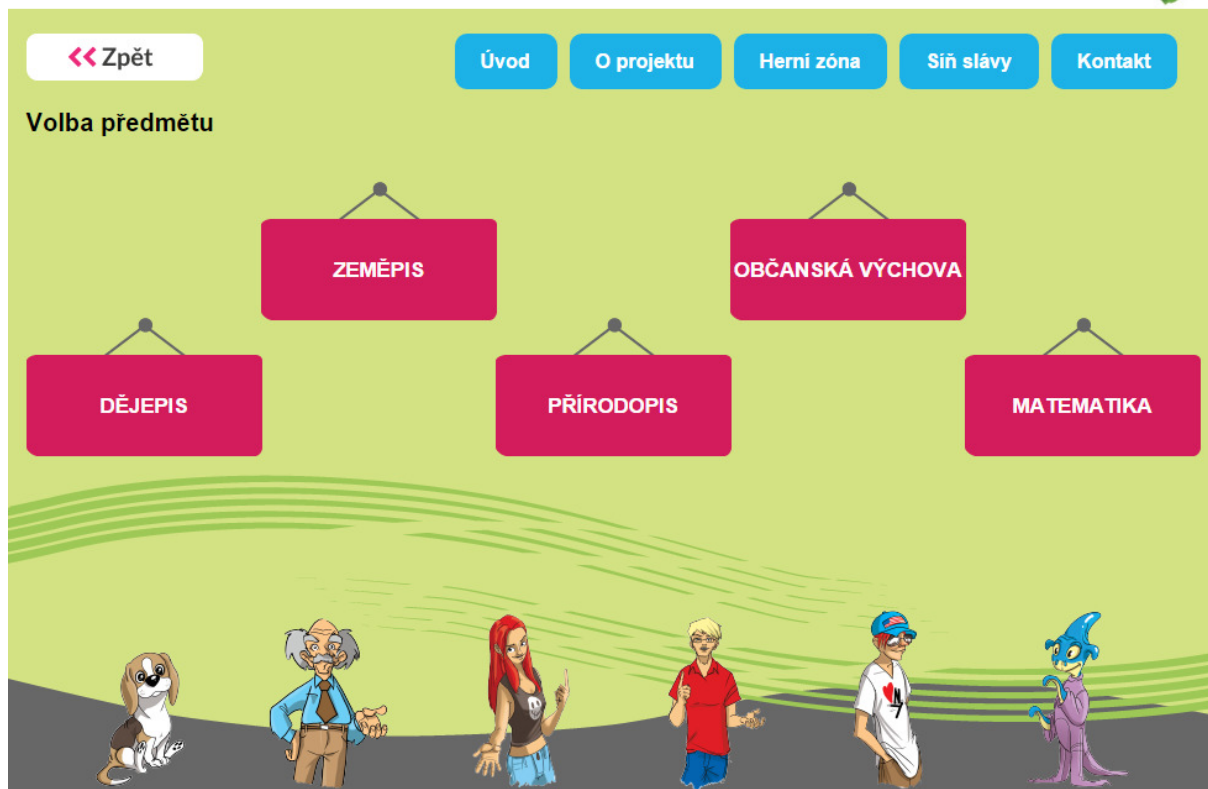 << Zpět
Úvod
O projektu
Herní zóna
Síň slávy
Kontakt
Volba předmětu
ZEMĚPIS
OBČANSKÁ VÝCHOVA
DĚJEPIS
PŘÍRODOPIS
MATEMATIKA